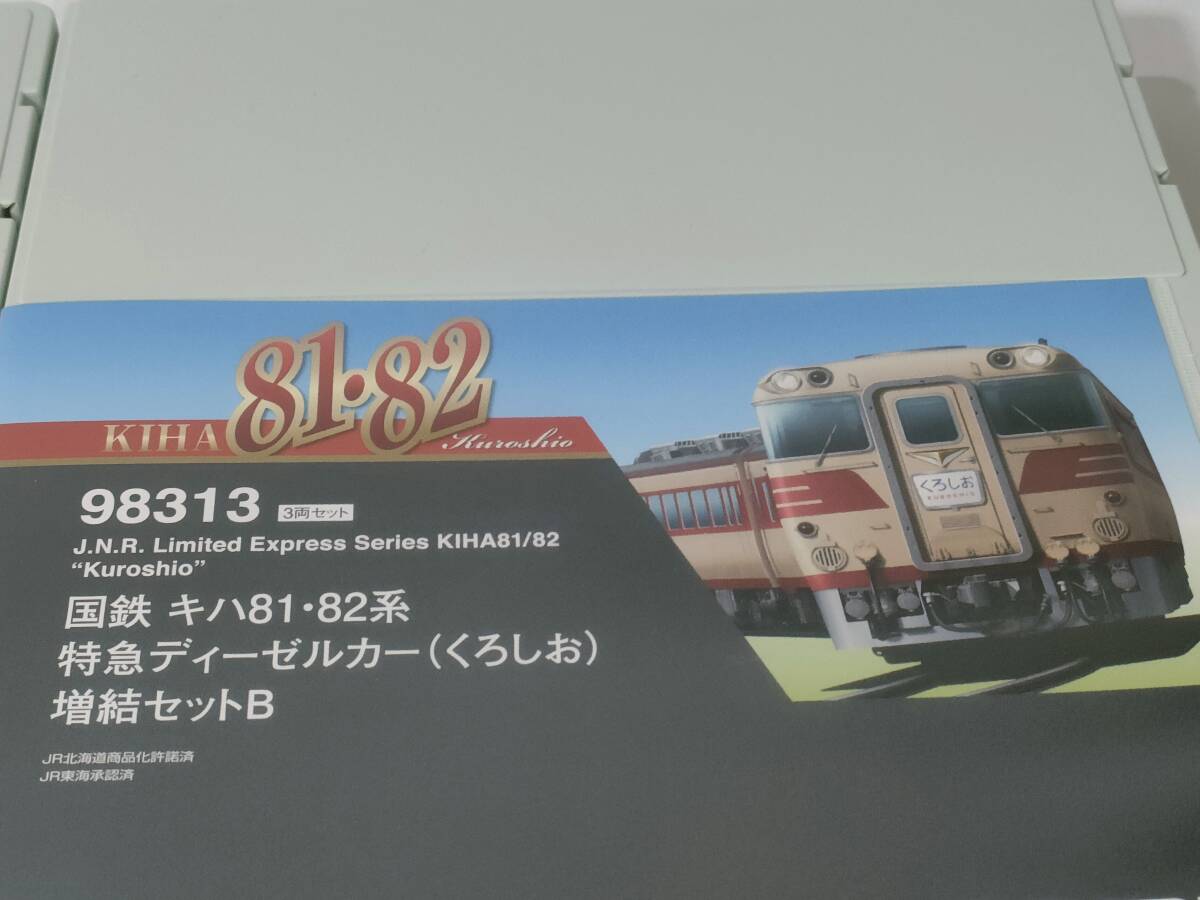 KIHA 81・82 Kuroshio
98313 3両セット
J.N.R. Limited Express Series KIHA81/82
“Kuroshio”
国鉄 キハ81・82系
特急ディーゼルカー(くろしお)
増結セットB
JR北海道商品化許諾済
JR東海承認済
くろしお
KUROSHIO